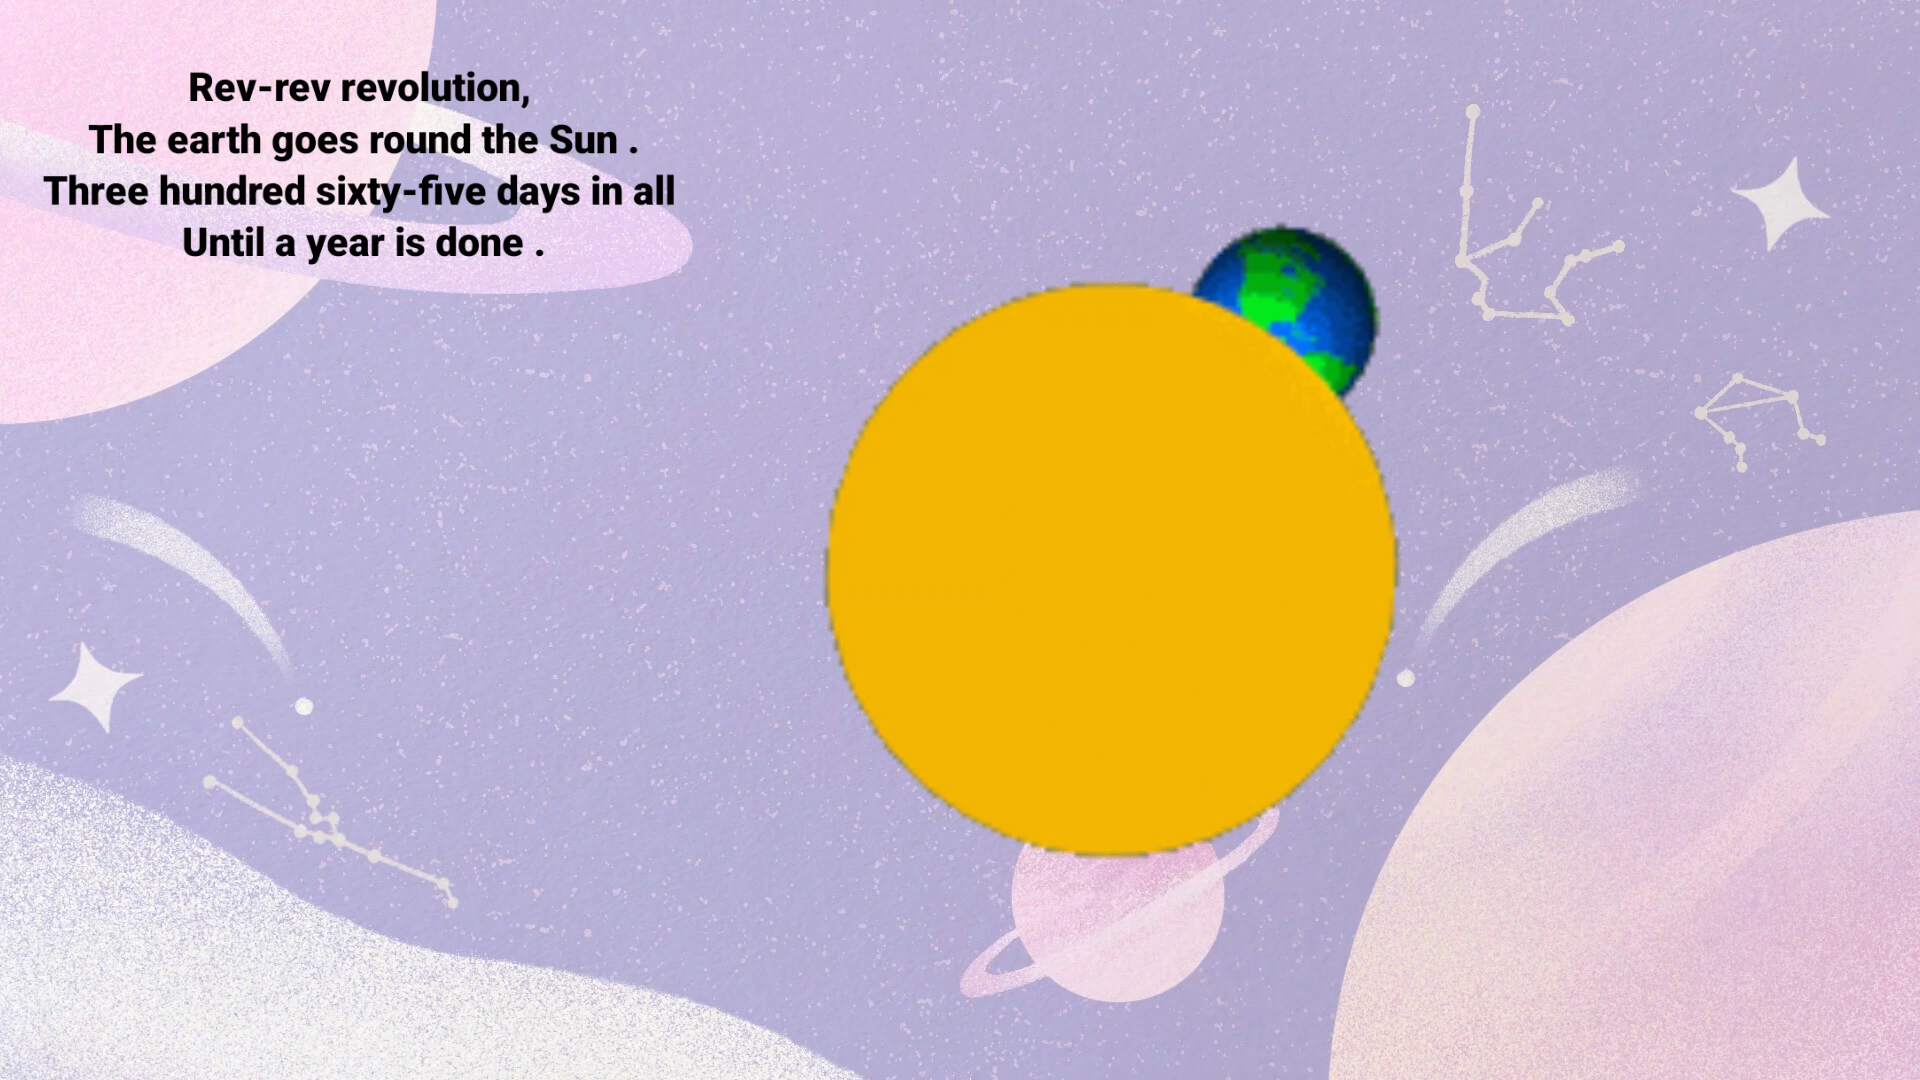 Rev-rev revolution,
The earth goes round the Sun .
Three hundred sixty-five days in all
Until a year is done .